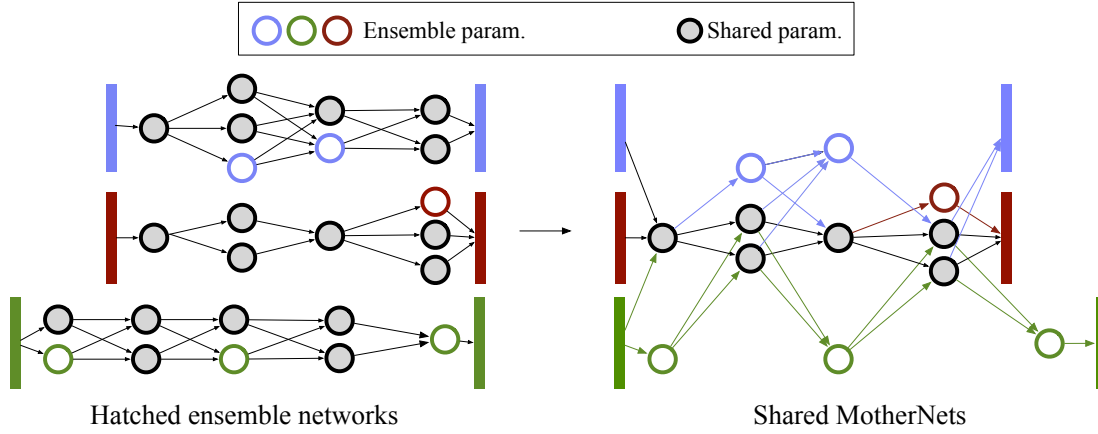 Ensemble param.
Shared param.
Hatched ensemble networks
Shared MotherNets